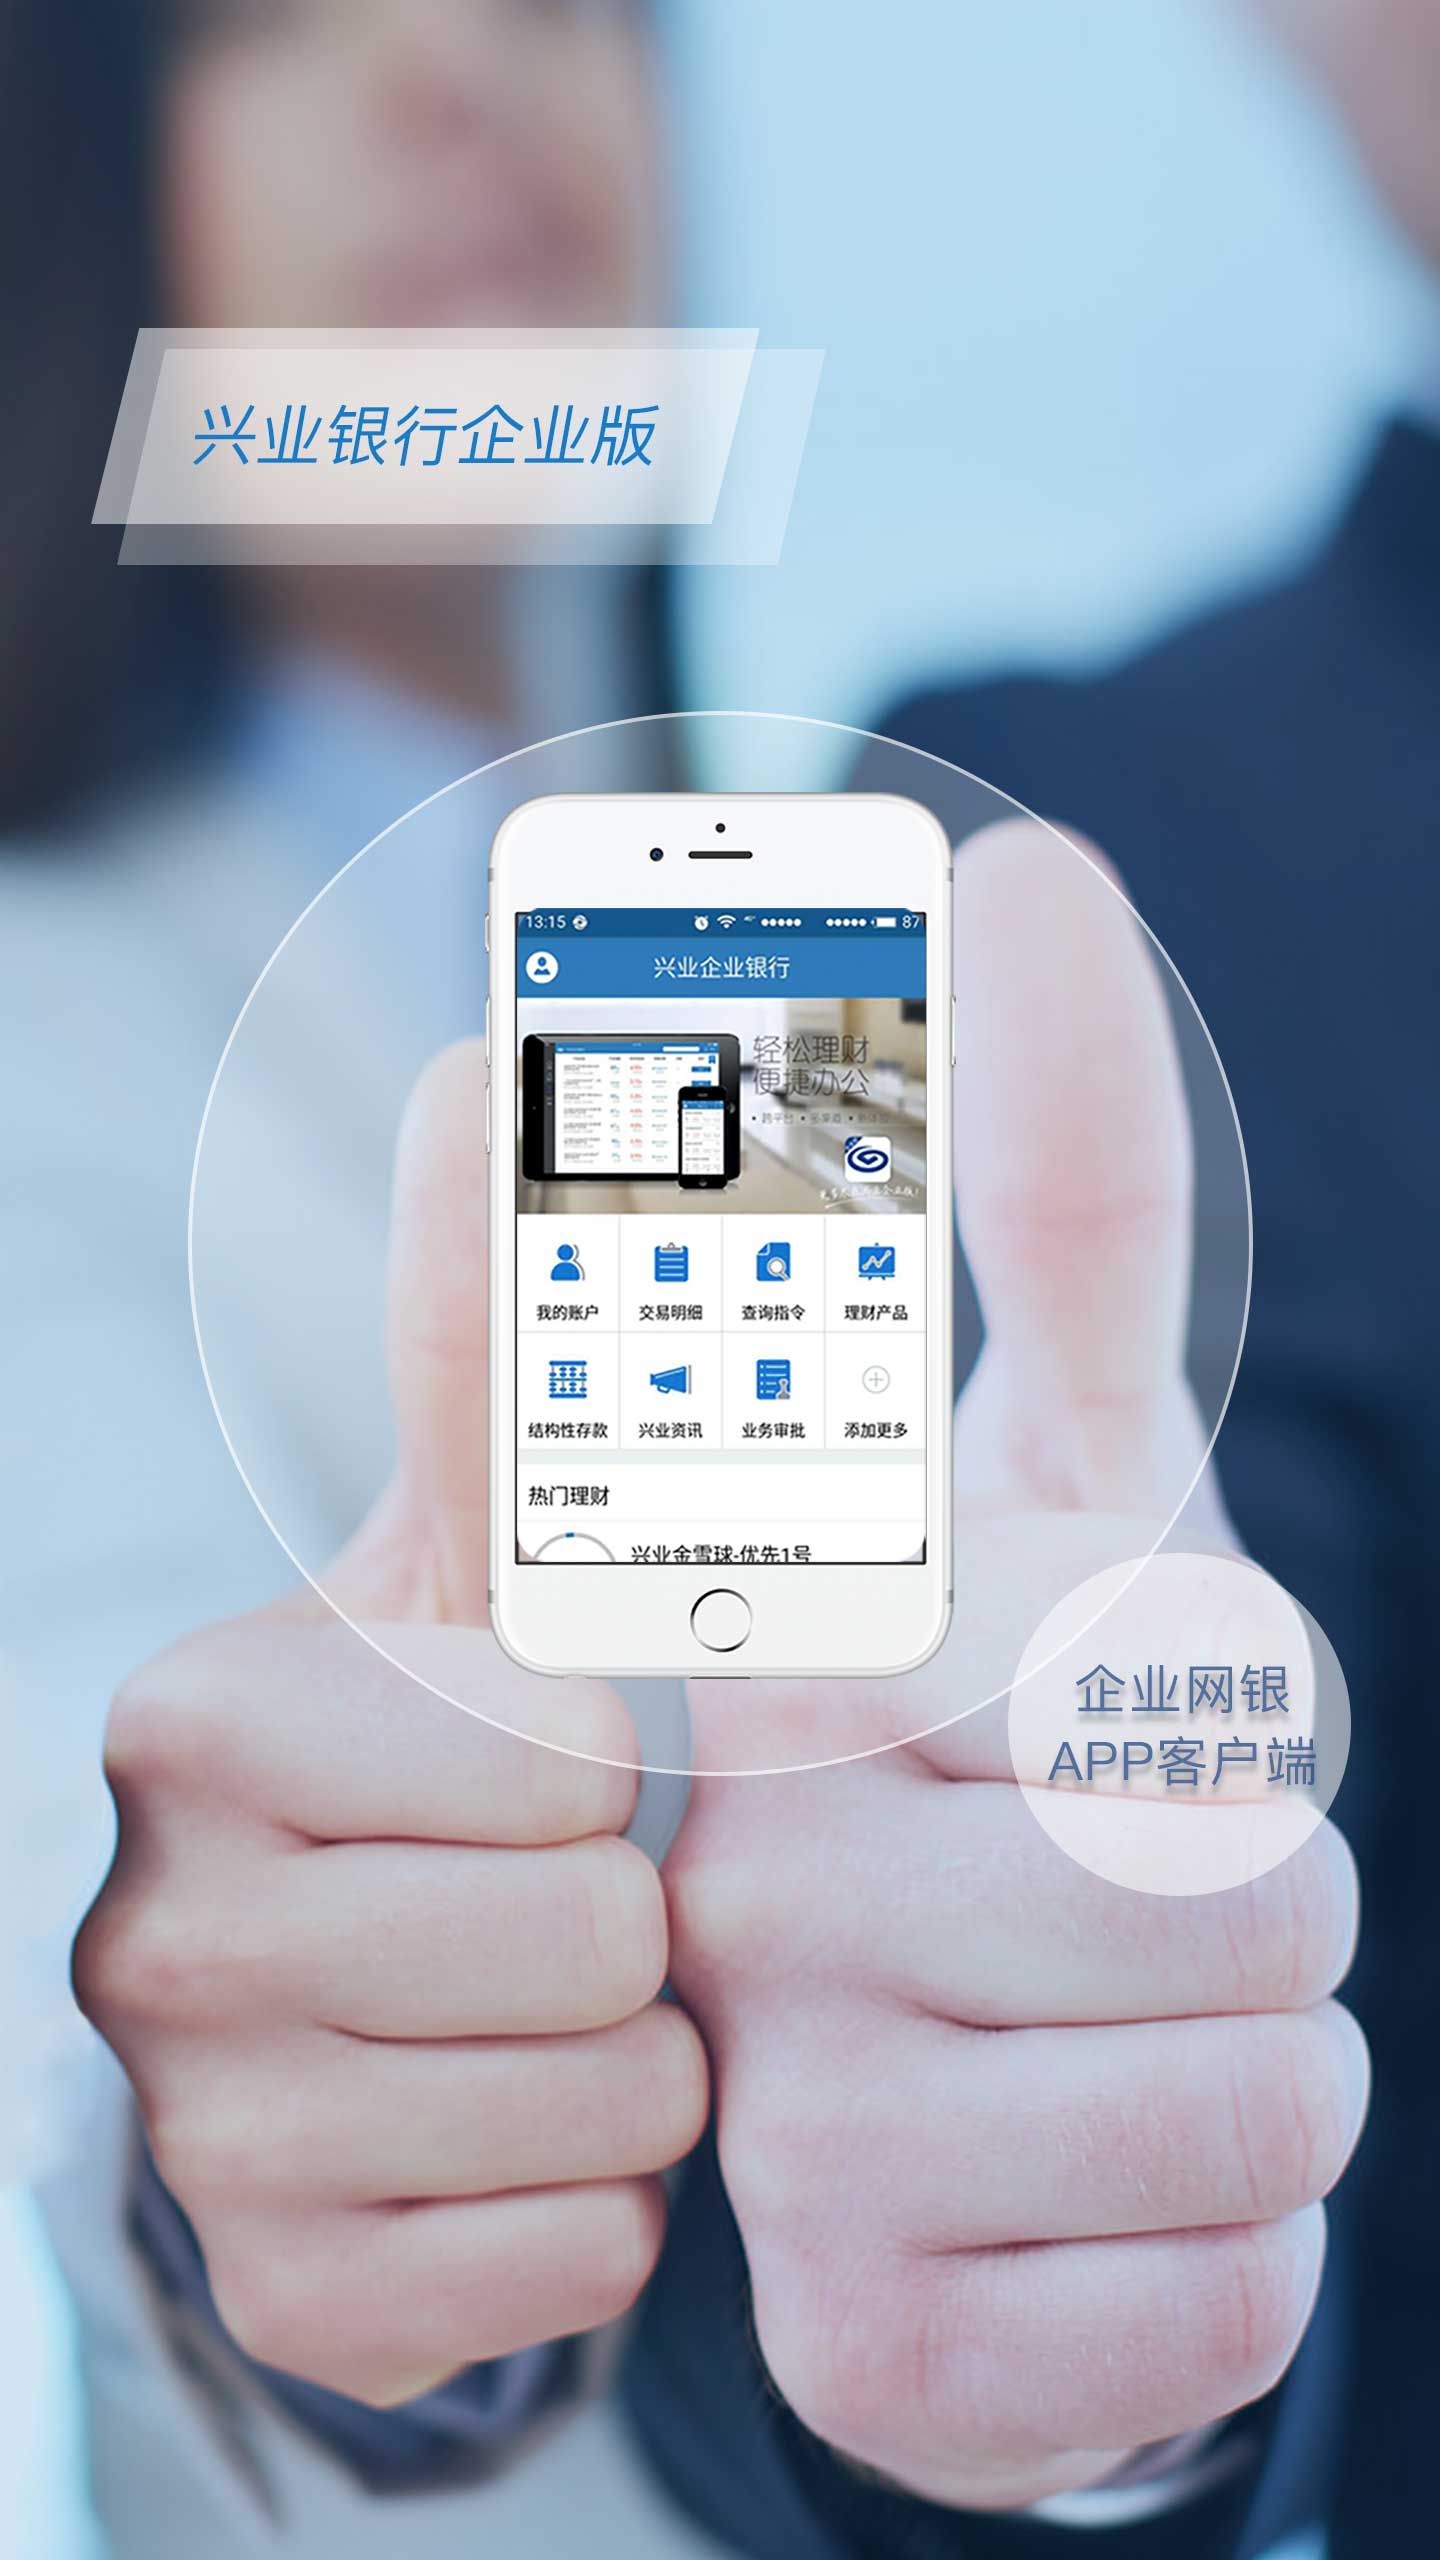 兴业银行企业版
13:15
87
兴业企业银行
轻松理财
便捷办公
我的账户
交易明细
查询指令
理财产品
结构性存款
兴业资讯
业务审批
添加更多
热门理财
兴业金雪球-优先1号
企业网银
APP客户端